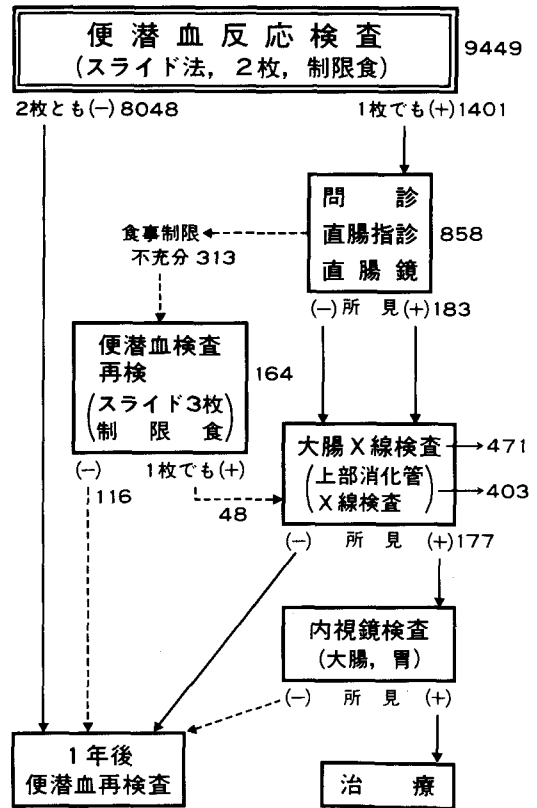 便潜血反応検査
(スライド法, 2枚, 制限食)
9449
2枚とも(−)8048
1枚でも(+)1401
問 診
直腸指診
直 腸 鏡
858
食事制限
不充分 313
(−)所 見(+)183
便潜血検査
再検
(スライド3枚
制 限 食)
164
(−) 1枚でも(+)
116
48
大腸X線検査
471
(上部消化管
X線検査)
403
(−) 所 見 (+)177
内視鏡検査
(大腸, 胃)
(−) 所 見 (+)
1年後
便潜血再検査
治 療